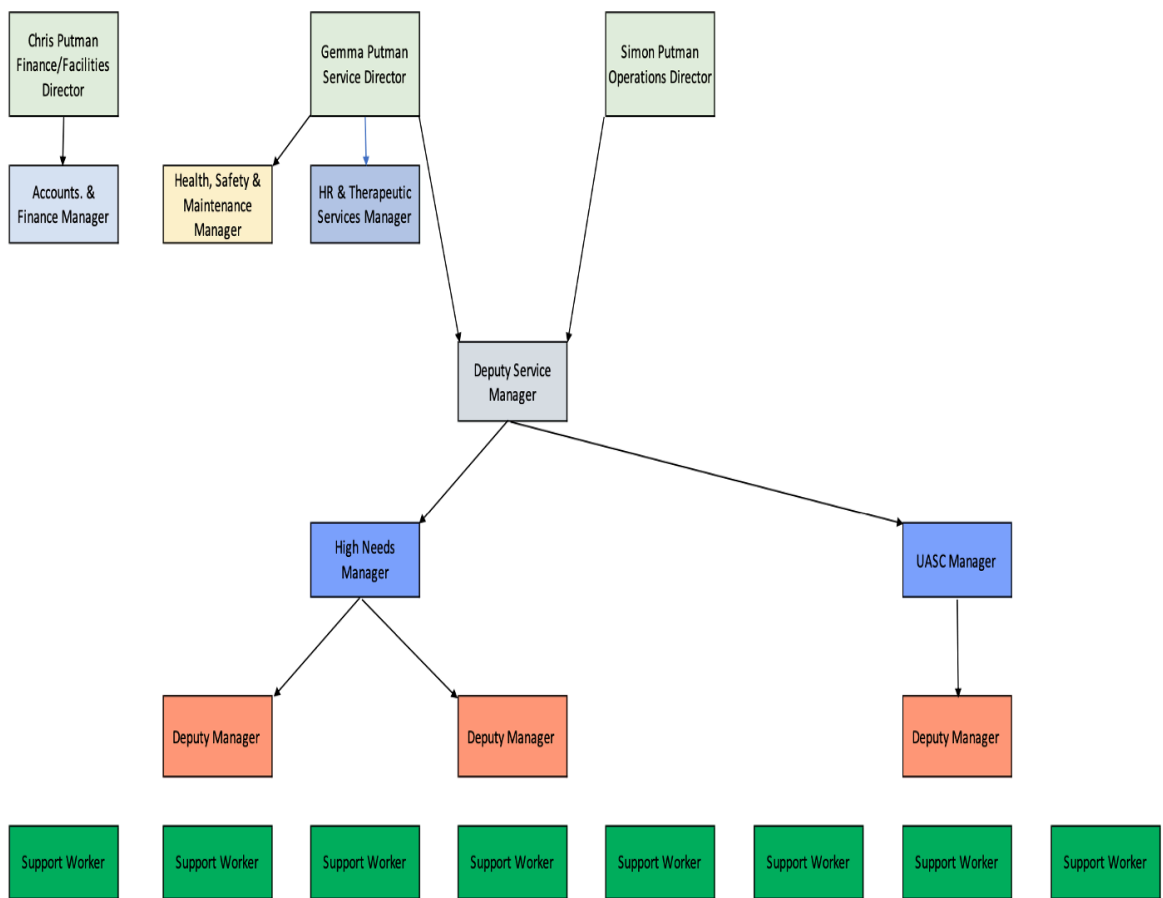 Chris Putman
Finance/Facilities
Director
Gemma Putman
Service Director
Simon Putman
Operations Director
Accounts. &
Finance Manager
Health, Safety &
Maintenance
Manager
HR & Therapeutic
Services Manager
Deputy Service
Manager
High Needs
Manager
UASC Manager
Deputy Manager
Deputy Manager
Deputy Manager
Support Worker
Support Worker
Support Worker
Support Worker
Support Worker
Support Worker
Support Worker
Support Worker